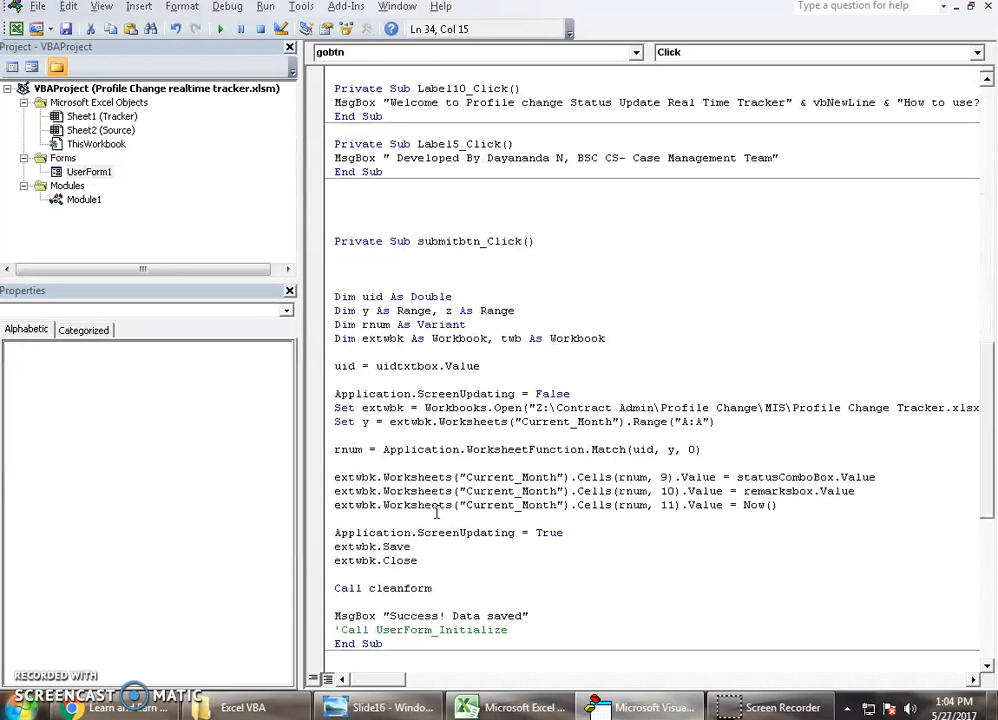 File Edit View Insert Format Debug Run Tools Add-Ins Window Help
Type a question for help
Ln 34, Col 15
Project - VBAProject
gobtn
Click
VBAProject (Profile Change realtime tracker.xlsm)
Microsoft Excel Objects
Sheet1 (Tracker)
Sheet2 (Source)
ThisWorkbook
Forms
UserForm1
Modules
Module1
Properties
Alphabetic Categorized
Private Sub Label10_Click()
MsgBox "Welcome to Profile change Status Update Real Time Tracker" & vbNewLine & "How to use?
End Sub
Private Sub Label5_Click()
MsgBox " Developed By Dayananda N, BSC CS- Case Management Team"
End Sub
Private Sub submitbtn_Click()
Dim uid As Double
Dim y As Range, z As Range
Dim rnum As Variant
Dim extwbk As Workbook, twb As Workbook
uid = uidtxtbox.Value
Application.ScreenUpdating = False
Set extwbk = Workbooks.Open("Z:\Contract Admin\Profile Change\MIS\Profile Change Tracker.xlsx
Set y = extwbk.Worksheets("Current_Month").Range("A:A")
rnum = Application.WorksheetFunction.Match(uid, y, 0)
extwbk.Worksheets("Current_Month").Cells(rnum, 9).Value = statusComboBox.Value
extwbk.Worksheets("Current_Month").Cells(rnum, 10).Value = remarksbox.Value
extwbk.Worksheets("Current_Month").Cells(rnum, 11).Value = Now()
Application.ScreenUpdating = True
extwbk.Save
extwbk.Close
Call cleanform
MsgBox "Success! Data saved"
'Call UserForm_Initialize
End Sub
RECORDED WITH
SCREENCAST MATIC
Learn and Learn ...
Excel VBA
Slide16 - Windo...
Microsoft Excel ...
Microsoft Visua...
Screen Recorder
1:04 PM
5/27/2017